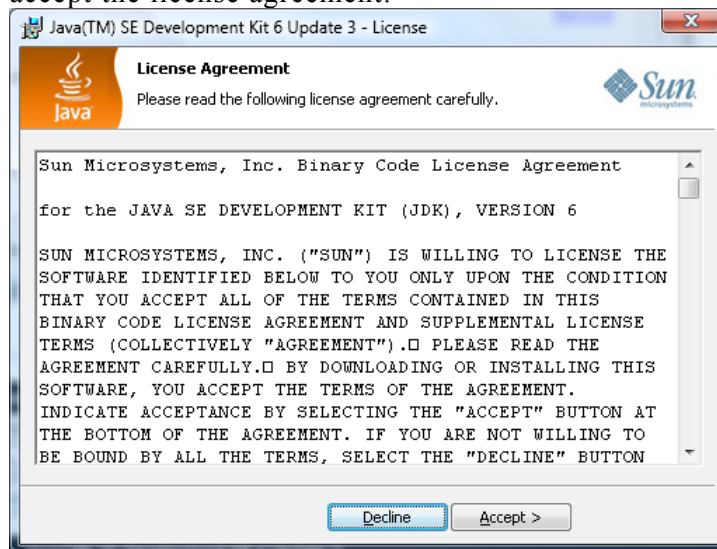 accept the license agreement.
Java(TM) SE Development Kit 6 Update 3 - License
License Agreement
Please read the following license agreement carefully.
Java
Sun
microsystems
Sun Microsystems, Inc. Binary Code License Agreement
for the JAVA SE DEVELOPMENT KIT (JDK), VERSION 6
SUN MICROSYSTEMS, INC. ("SUN") IS WILLING TO LICENSE THE
SOFTWARE IDENTIFIED BELOW TO YOU ONLY UPON THE CONDITION
THAT YOU ACCEPT ALL OF THE TERMS CONTAINED IN THIS
BINARY CODE LICENSE AGREEMENT AND SUPPLEMENTAL LICENSE
TERMS (COLLECTIVELY "AGREEMENT").□ PLEASE READ THE
AGREEMENT CAREFULLY.□ BY DOWNLOADING OR INSTALLING THIS
SOFTWARE, YOU ACCEPT THE TERMS OF THE AGREEMENT.
INDICATE ACCEPTANCE BY SELECTING THE "ACCEPT" BUTTON AT
THE BOTTOM OF THE AGREEMENT. IF YOU ARE NOT WILLING TO
BE BOUND BY ALL THE TERMS, SELECT THE "DECLINE" BUTTON
Decline
Accept >